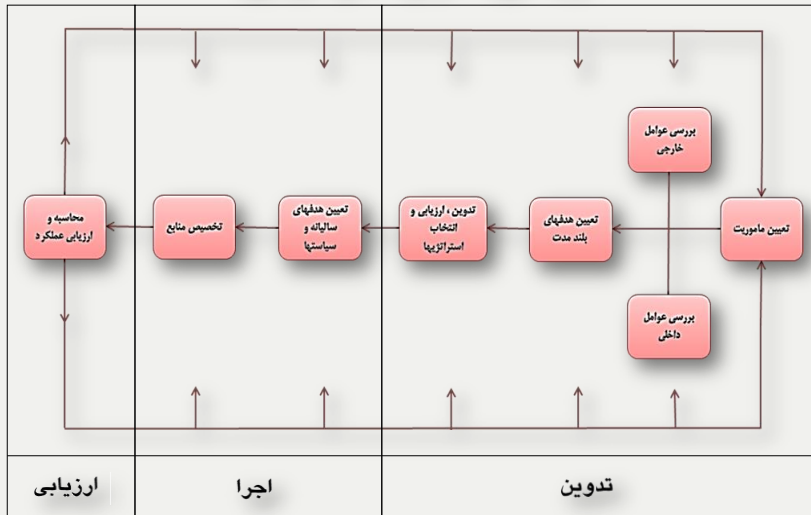 بررسی عوامل
خارجی
تعیین ماموریت
تعیین هدفهای
بلند مدت
تدوین ، ارزیابی و
انتخاب
استراتژیها
تعیین هدفهای
سالیانه و
سیاستها
تخصیص منابع
محاسبه و
ارزیابی عملکرد
بررسی عوامل
داخلی
تدوین
اجرا
ارزیابی